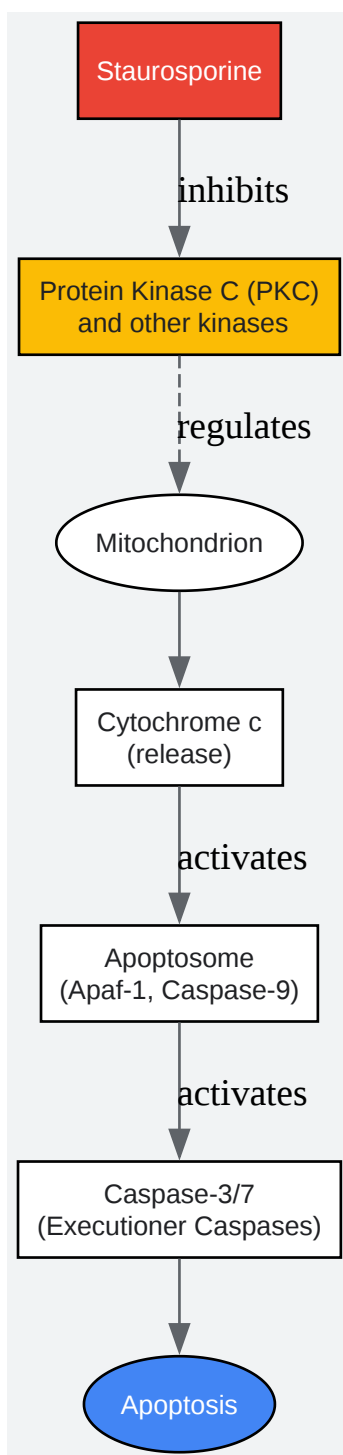 Staurosporine
inhibits
Protein Kinase C (PKC)
and other kinases
regulates
Mitochondrion
Cytochrome c
(release)
activates
Apoptosome
(Apaf-1, Caspase-9)
activates
Caspase-3/7
(Executioner Caspases)
Apoptosis